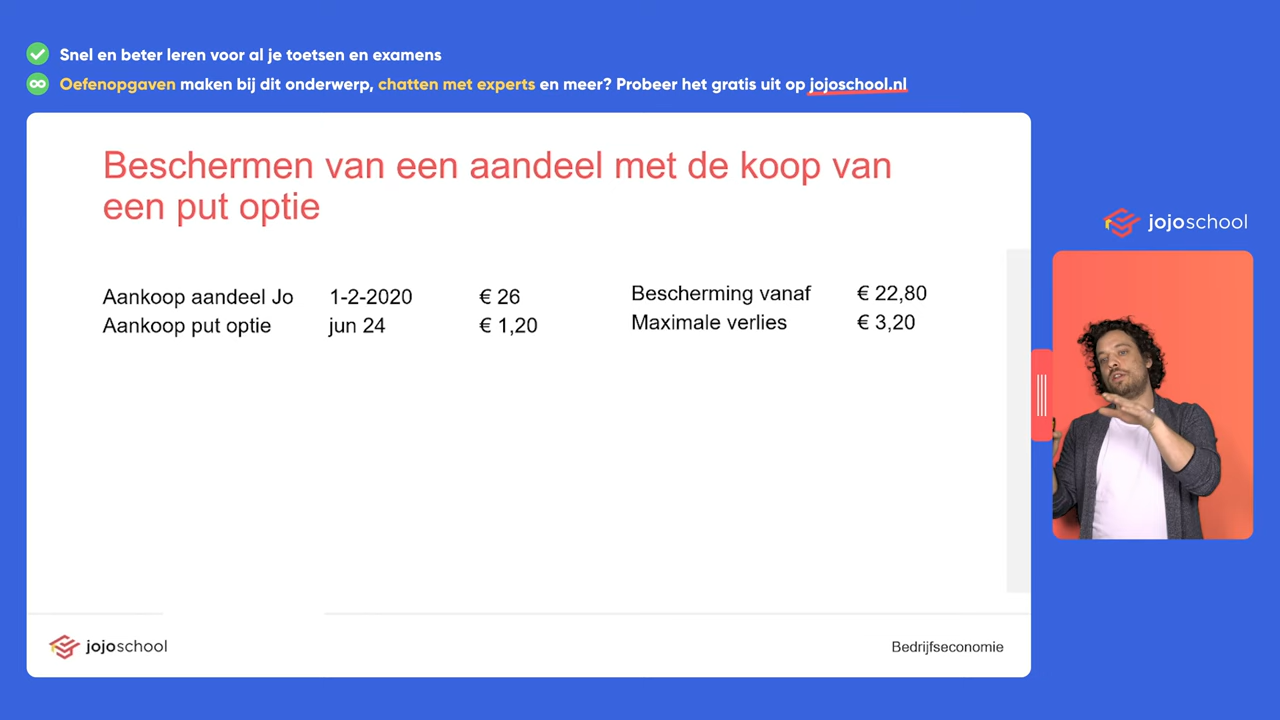 Snel en beter leren voor al je toetsen en examens
Oefenopgaven maken bij dit onderwerp, chatten met experts en meer? Probeer het gratis uit op jojoschool.nl
Beschermen van een aandeel met de koop van
een put optie
jojoschool
Aankoop aandeel Jo 1-2-2020 € 26
Aankoop put optie jun 24 € 1,20
Bescherming vanaf € 22,80
Maximale verlies € 3,20
jojoschool
Bedrijfseconomie